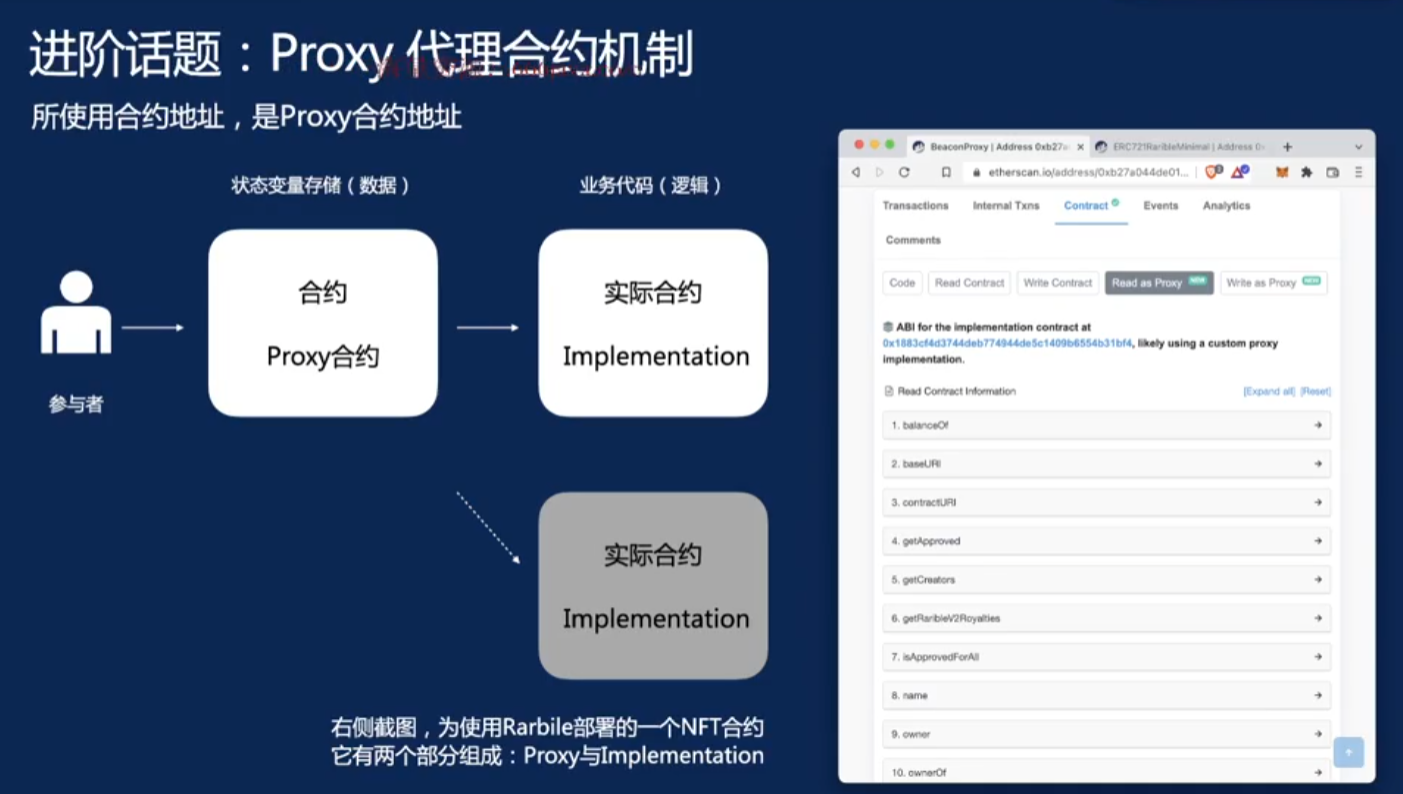 进阶话题：Proxy 代理合约机制
所使用合约地址，是Proxy合约地址
状态变量存储（数据）
业务代码（逻辑）
参与者
合约
Proxy合约
实际合约
Implementation
实际合约
Implementation
右侧截图，为使用Rarbile部署的一个NFT合约
它有两个部分组成：Proxy与Implementation
BeaconProxy | Address 0xb27a
ERC721RaribleMinimal | Address 0x
etherscan.io/address/0xb27a044de01...
Transactions Internal Txns Contract Events Analytics
Comments
Code Read Contract Write Contract Read as Proxy NEW Write as Proxy NEW
ABI for the implementation contract at
0x1883cf4d3744deb774944de5c1409b6554b31bf4, likely using a custom proxy
implementation.
Read Contract Information [Expand all] [Reset]
1. balanceOf
2. baseURI
3. contractURI
4. getApproved
5. getCreators
6. getRaribleV2Royalties
7. isApprovedForAll
8. name
9. owner
10. ownerOf